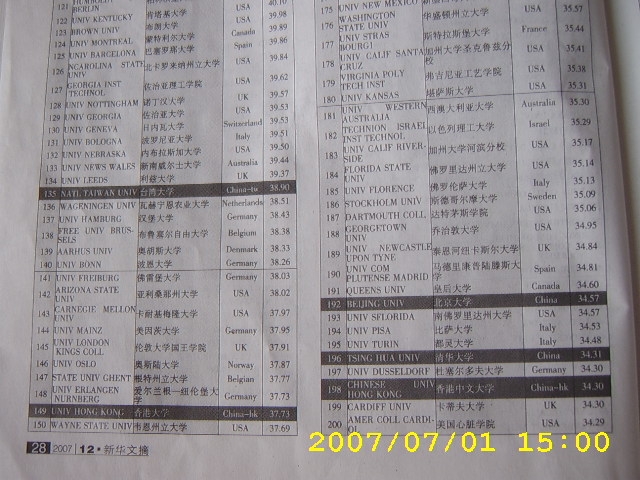 121 HUMBOLDT BERLIN 40.10
122 UNIV KENTUCKY 肯塔基大学 USA 39.98
123 BROWN UNIV 布朗大学 USA 39.89
124 UNIV MONTREAL 蒙特利尔大学 Canada 39.89
125 UNIV BARCELONA 巴塞罗那大学 Spain 39.86
126 NCAROLINA STATE UNIV 北卡罗来纳州立大学 USA 39.84
127 GEORGIA INST TECHNOL 佐治亚理工学院 USA 39.62
128 UNIV NOTTINGHAM 诺丁汉大学 UK 39.57
129 UNIV GEORGIA 佐治亚大学 USA 39.53
130 UNIV GENEVA 日内瓦大学 Switzerland 39.53
131 UNIV BOLOGNA 波罗尼亚大学 Italy 39.51
132 UNIV NEBRASKA 内布拉斯加大学 USA 39.50
133 UNIV NEWS WALES 新南威尔士大学 Australia 39.44
134 UNIV LEEDS 利兹大学 UK 39.37
135 NATL TAIWAN UNIV 台湾大学 China-tw 38.90
136 WAGENINGEN UNIV 瓦赫宁恩农业大学 Netherlands 38.51
137 UNIV HAMBURG 汉堡大学 Germany 38.43
138 FREE UNIV BRUSSELS 布鲁塞尔自由大学 Belgium 38.38
139 AARHUS UNIV 奥胡斯大学 Denmark 38.33
140 UNIV BONN 波恩大学 Germany 38.26
141 UNIV FREIBURG 佛雷堡大学 Germany 38.03
142 ARIZONA STATE UNIV 亚利桑那州大学 USA 38.02
143 CARNEGIE MELLON UNIV 卡耐基梅隆大学 USA 37.97
144 UNIV MAINZ 美因茨大学 Germany 37.95
145 UNIV LONDON KINGS COLL 伦敦大学国王学院 UK 37.91
146 UNIV OSLO 奥斯陆大学 Norway 37.87
147 STATE UNIV GHENT 根特州立大学 Belgium 37.77
148 UNIV ERLANGEN NURNBERG 爱尔兰根—纽伦堡大学 Germany 37.73
149 UNIV HONG KONG 香港大学 China-hk 37.73
150 WAYNE STATE UNIV 韦恩州立大学 USA 37.69
175 UNIV NEW MEXICO USA 35.57
176 WASHINGTON STATE UNIV 华盛顿州立大学 USA 35.57
177 UNIV STRASBOURG1 斯特拉斯堡大学 France 35.44
178 UNIV CALIF SANTA CRUZ 加州大学圣克鲁兹分校 USA 35.41
179 VIRGINIA POLY TECH INST 弗吉尼亚工艺学院 USA 35.38
180 UNIV KANSAS 堪萨斯大学 USA 35.31
181 UNIV WESTERN AUSTRALIA 西澳大利亚大学 Australia 35.30
182 TECHNION ISRAEL INST TECHNOL 以色列理工大学 Israel 35.29
183 UNIV CALIF RIVERSIDE 加州大学河滨分校 USA 35.17
184 FLORIDA STATE UNIV 佛罗里达州立大学 USA 35.14
185 UNIV FLORENCE 佛罗伦萨大学 Italy 35.13
186 STOCKHOLM UNIV 斯德哥尔摩大学 Sweden 35.09
187 DARTMOUTH COLL 达特茅斯学院 USA 35.06
188 GEORGETOWN UNIV 乔治敦大学 USA 34.95
189 UNIV NEWCASTLE UPON TYNE 泰恩河纽卡斯尔大学 UK 34.84
190 UNIV COMPLUTENSE MADRID 马德里康普陆滕斯大学 Spain 34.81
191 QUEENS UNIV 皇后大学 Canada 34.60
192 BEIJING UNIV 北京大学 China 34.57
193 UNIV SFLORIDA 南佛罗里达州大学 USA 34.57
194 UNIV PISA 比萨大学 Italy 34.53
195 UNIV TURIN 都灵大学 Italy 34.48
196 TSING HUA UNIV 清华大学 China 34.31
197 UNIV DUSSELDORF 杜塞尔多夫大学 Germany 34.30
198 CHINESE UNIV HONG KONG 香港中文大学 China-hk 34.30
199 CARDIFF UNIV 卡蒂夫大学 UK 34.30
200 AMER COLL CARDIOL 美国心脏学院 USA 34.29
28 2007 12·新华文摘
2007/07/01 15:00